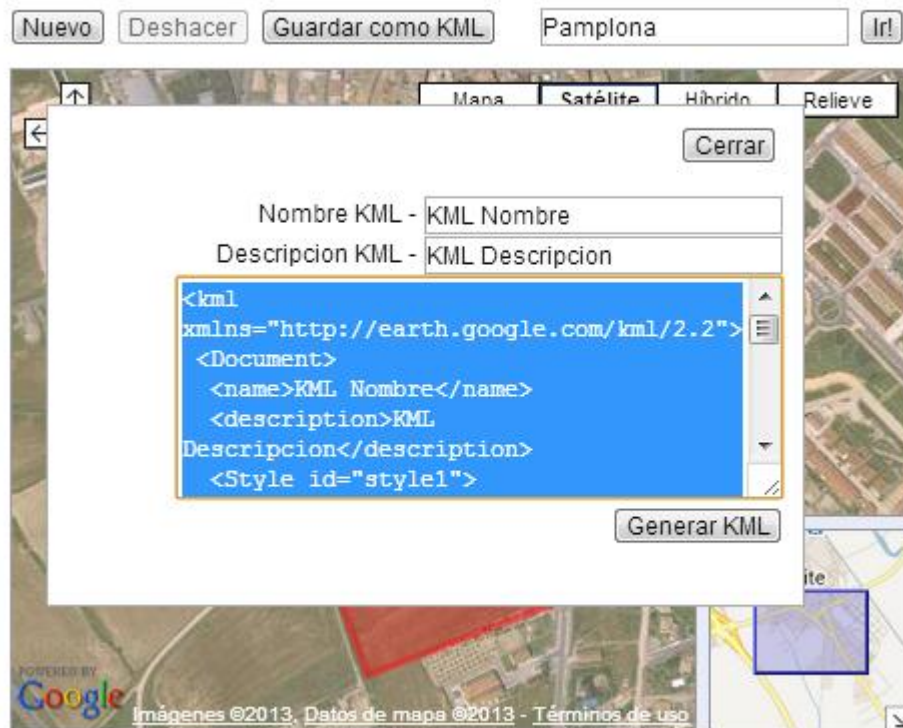 Nuevo Deshacer Guardar como KML Pamplona Ir!
Mapa Satélite Híbrido Relieve
Cerrar
Nombre KML - KML Nombre
Descripcion KML - KML Descripcion
<kml
xmlns="http://earth.google.com/kml/2.2">
<Document>
<name>KML Nombre</name>
<description>KML
Descripcion</description>
<Style id="style1">
Generar KML
ite
POWERED BY
Google
Imágenes ©2013, Datos de mapa ©2013 - Términos de uso